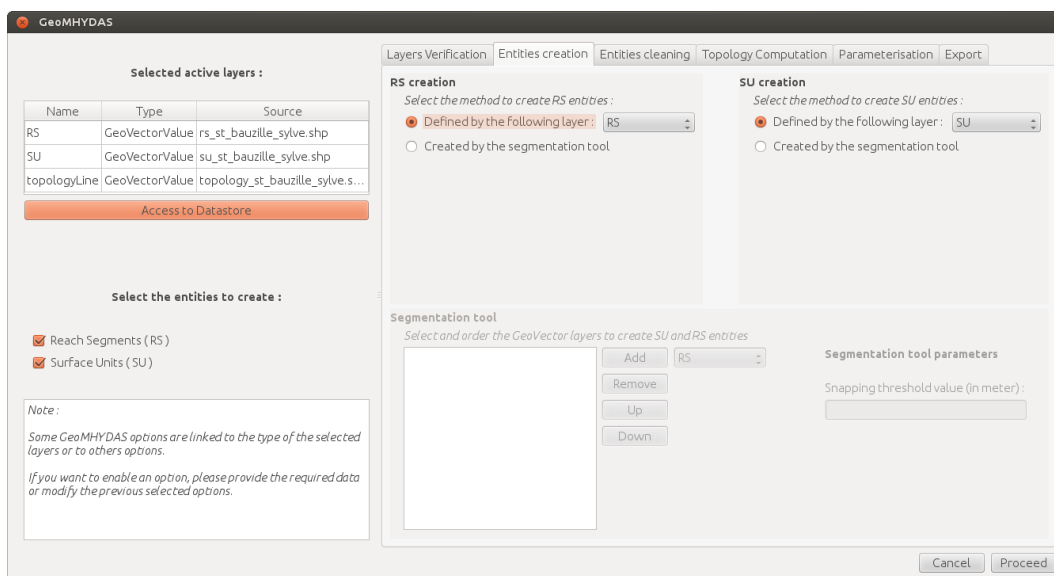 GeoMHYDAS
Selected active layers :
Name Type Source
RS GeoVectorValue rs_st_bauzille_sylve.shp
SU GeoVectorValue su_st_bauzille_sylve.shp
topologyLine GeoVectorValue topology_st_bauzille_sylve.s...
Access to Datastore
Select the entities to create :
Reach Segments ( RS )
Surface Units ( SU )
Note :
Some GeoMHYDAS options are linked to the type of the selected
layers or to others options.
If you want to enable an option, please provide the required data
or modify the previous selected options.
Layers Verification Entities creation Entities cleaning Topology Computation Parameterisation Export
RS creation
Select the method to create RS entities :
Defined by the following layer : RS
Created by the segmentation tool
SU creation
Select the method to create SU entities :
Defined by the following layer : SU
Created by the segmentation tool
Segmentation tool
Select and order the GeoVector layers to create SU and RS entities
Add RS
Remove
Up
Down
Segmentation tool parameters
Snapping threshold value (in meter) :
Cancel Proceed